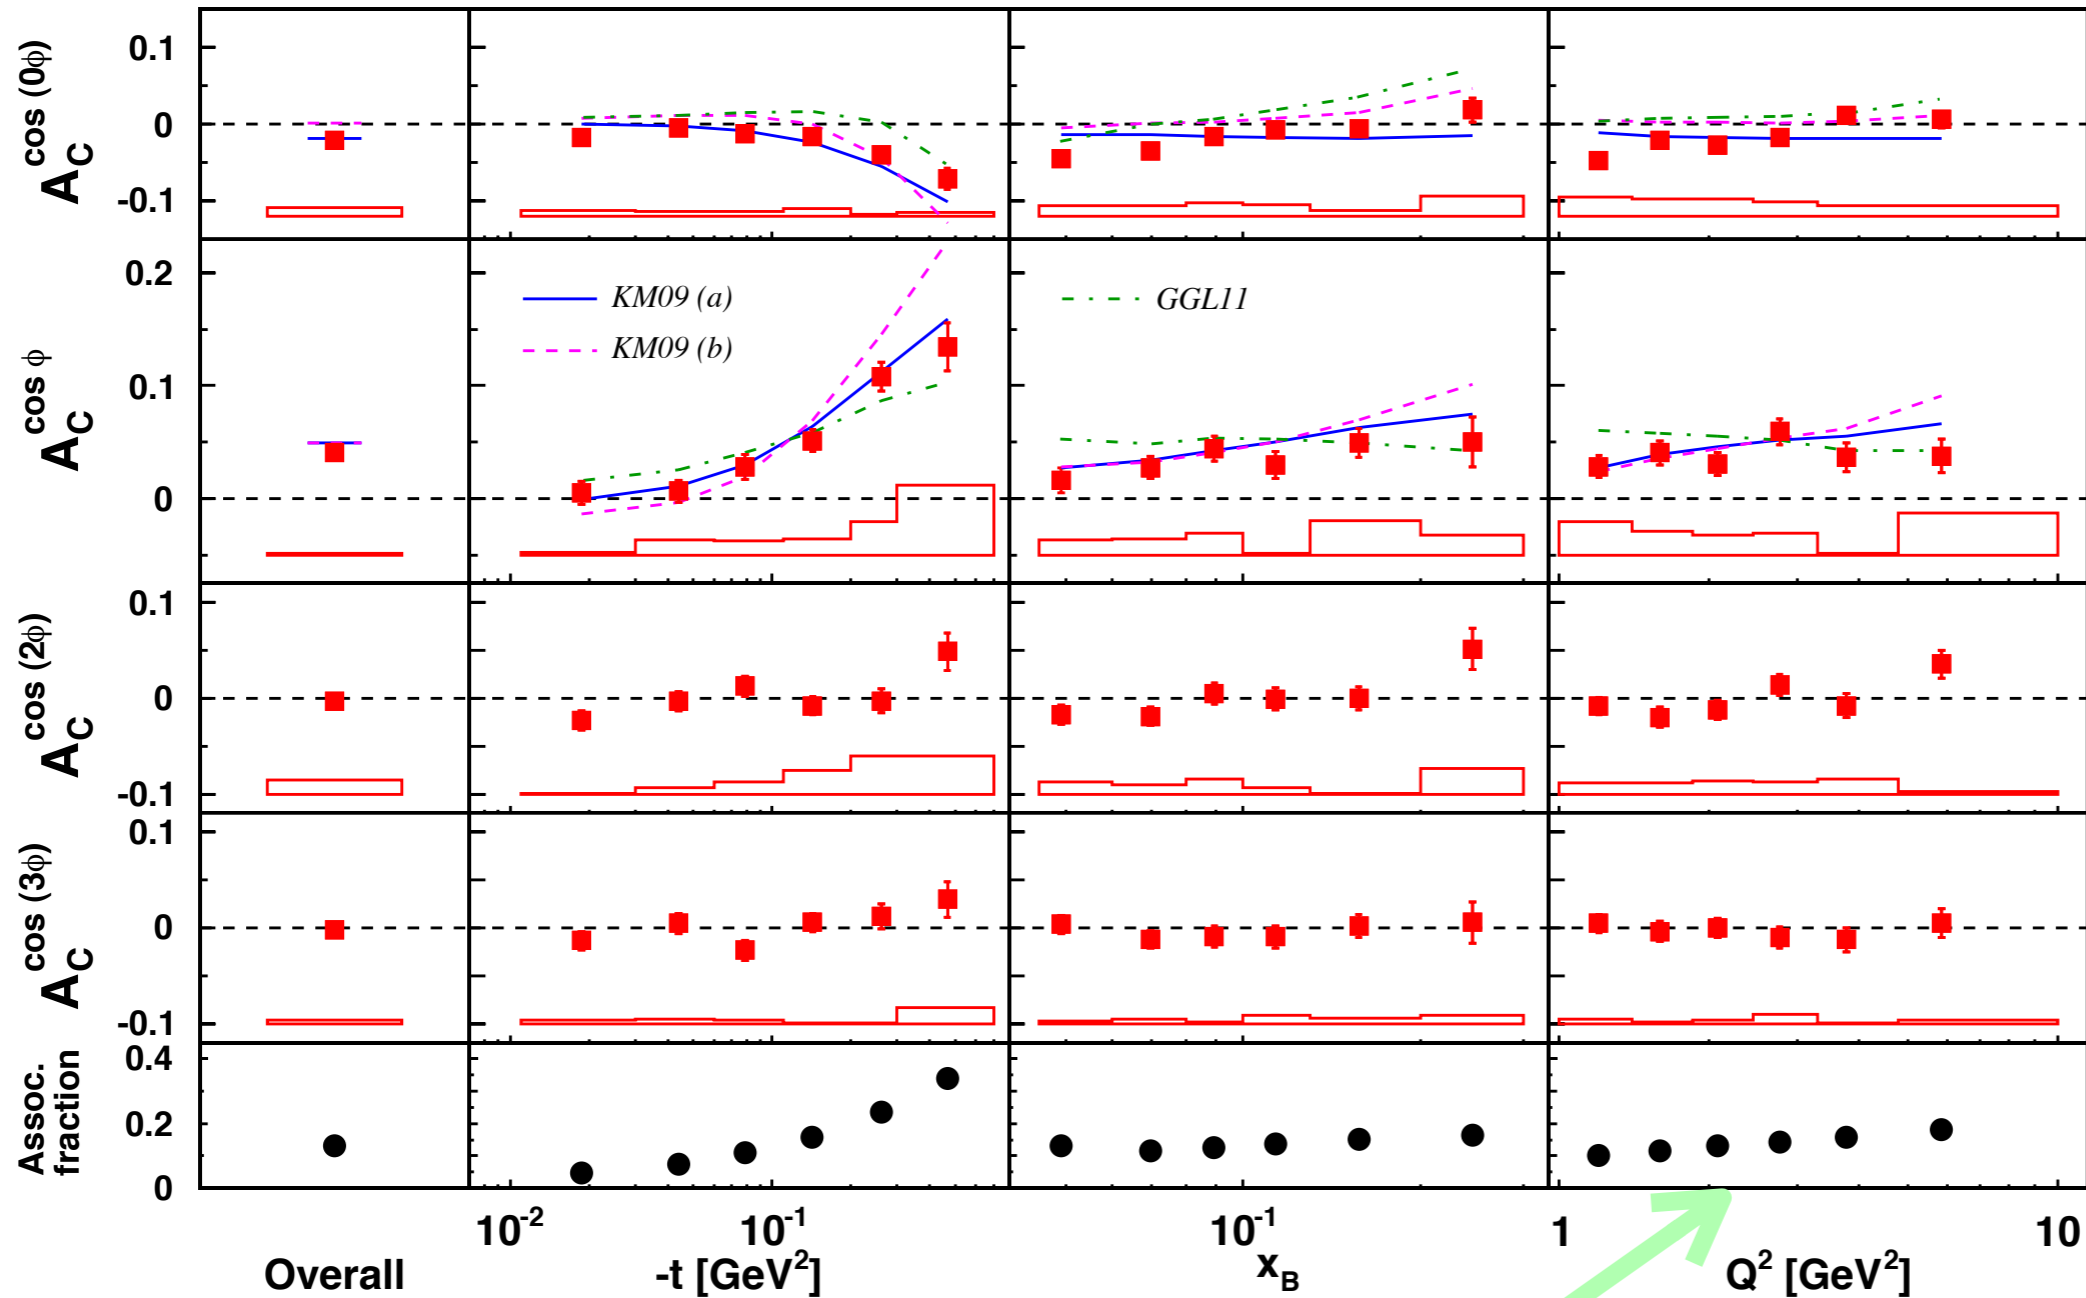 A_C^cos (0ϕ)
0.1
0
-0.1
A_C^cos ϕ
0.2
0.1
0
KM09 (a)
KM09 (b)
GGL11
A_C^cos (2ϕ)
0.1
0
-0.1
A_C^cos (3ϕ)
0.1
0
-0.1
Assoc.
fraction
0.4
0.2
0
10^-2 10^-1 10^-1 1 10
Overall -t [GeV^2] x_B Q^2 [GeV^2]